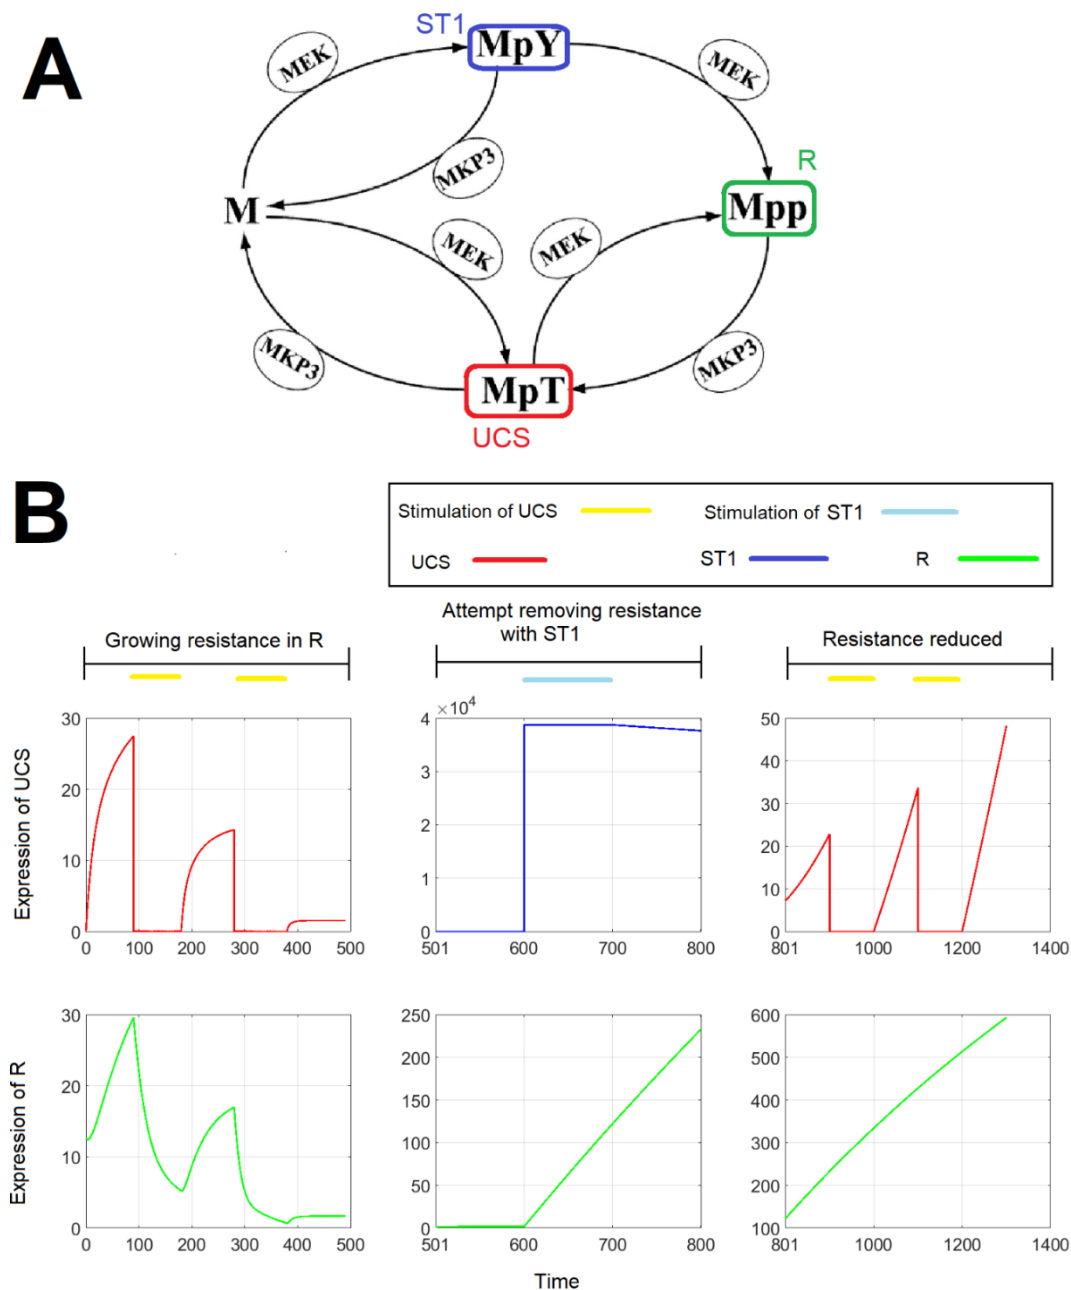 A
ST1
MpY
MEK
MEK
MKP3
R
M
Mpp
MEK
MEK
MKP3
MKP3
MpT
UCS
B
Stimulation of UCS
Stimulation of ST1
UCS
ST1
R
Growing resistance in R
Attempt removing resistance
with ST1
Resistance reduced
Expression of UCS
30
20
10
0
0 100 200 300 400 500
×10⁴
4
3
2
1
0
501 600 700 800
50
40
30
20
10
0
801 1000 1200 1400
Expression of R
30
20
10
0
0 100 200 300 400 500
250
200
150
100
50
0
501 600 700 800
600
500
400
300
200
100
801 1000 1200 1400
Time